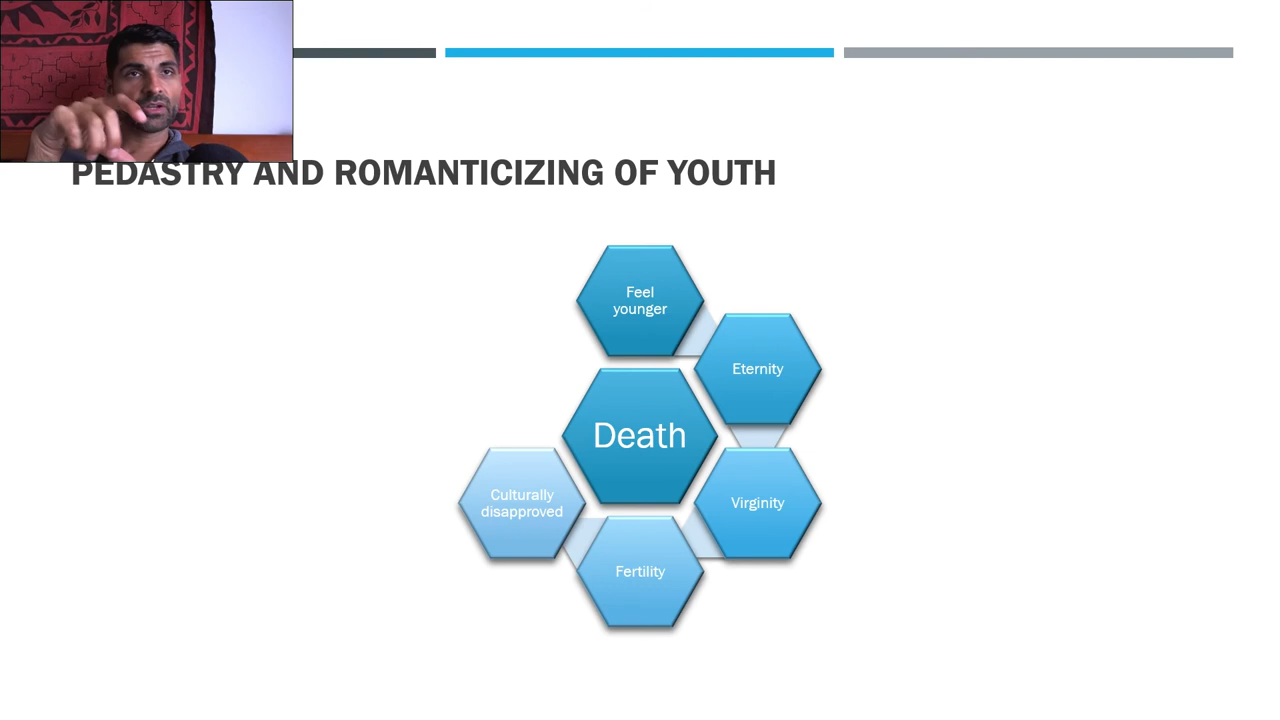 PEDASTRY AND ROMANTICIZING OF YOUTH
Feel
younger
Eternity
Death
Culturally
disapproved
Virginity
Fertility